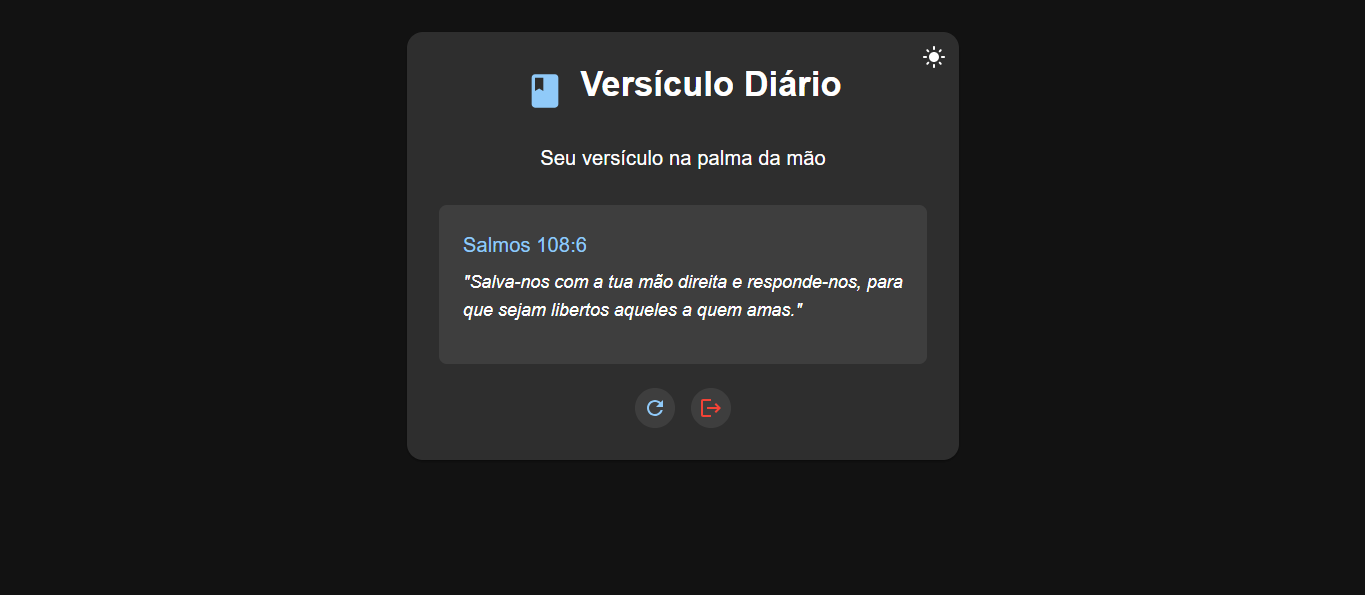 Versículo Diário
Seu versículo na palma da mão
Salmos 108:6
"Salva-nos com a tua mão direita e responde-nos, para
que sejam libertos aqueles a quem amas."